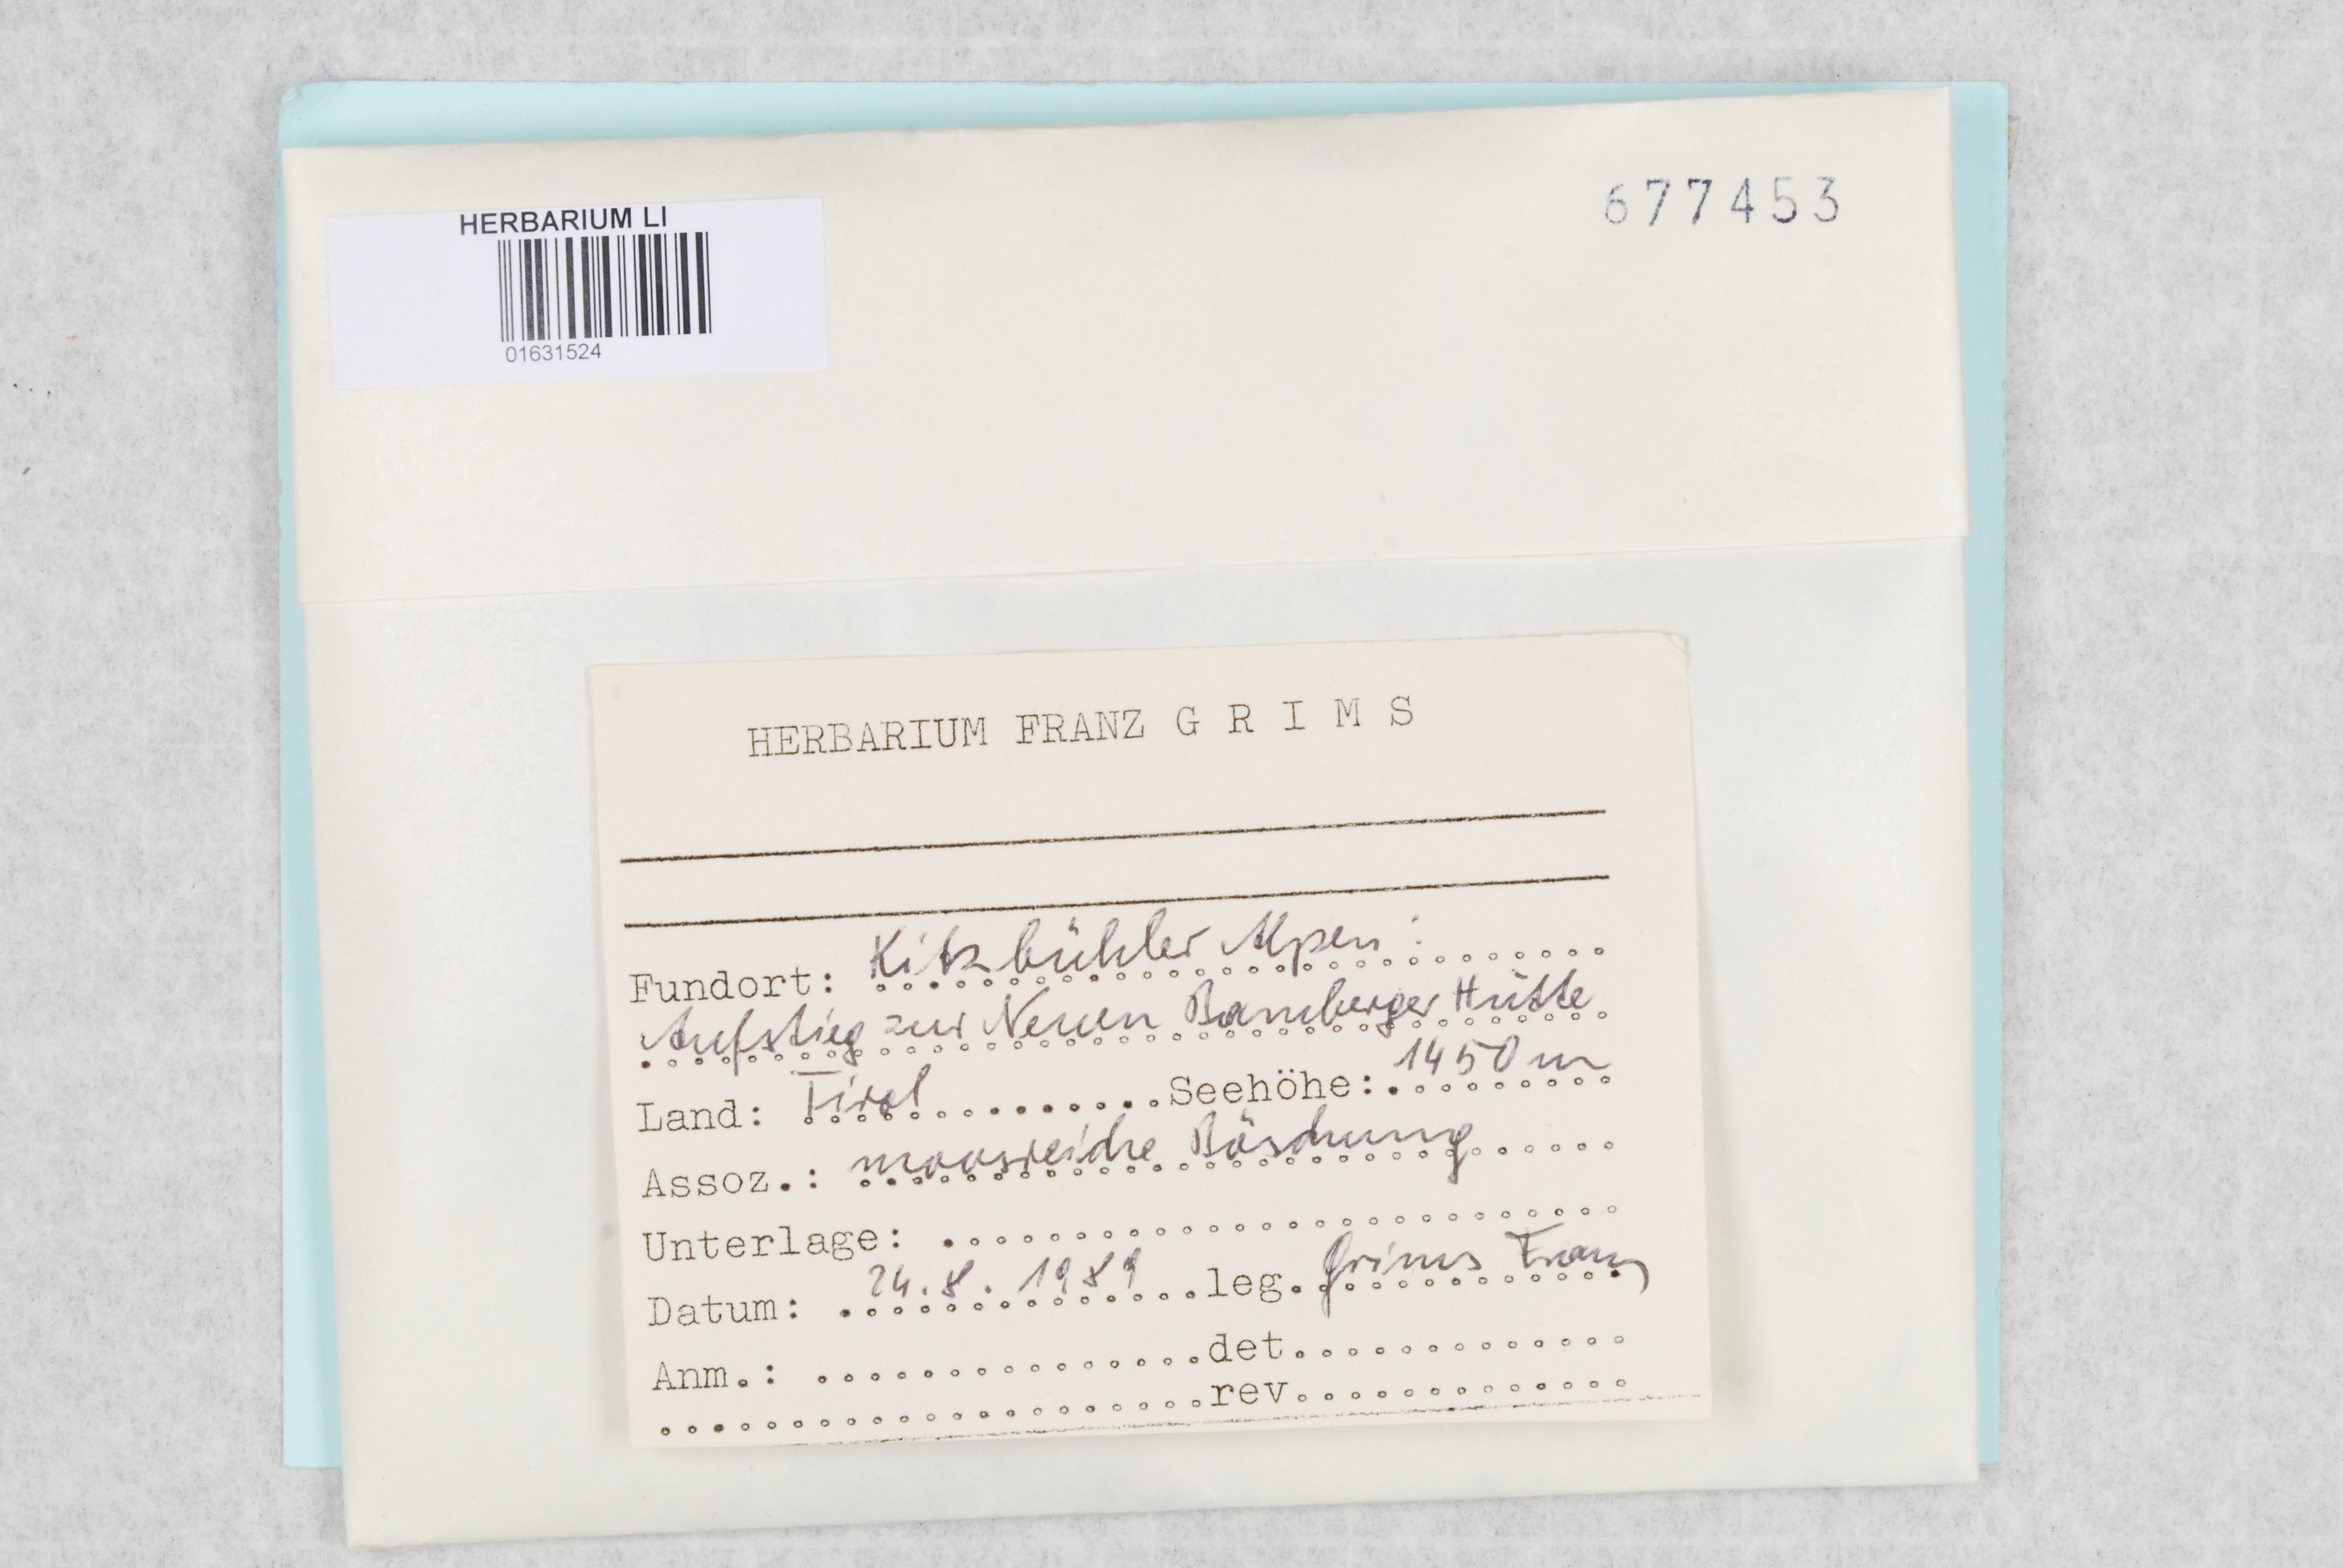 HERBARIUM LI
677453
01631524
HERBARIUM FRANZ G R I M S
Fundort: Kitzbühler Alpen:
Aufstieg zur Neuen Bamberger Hütte
Land: Tirol Seehöhe: 1450 m
Assoz.: moosreiche Böschung
Unterlage:
Datum: 24.8.1989 leg. Grims Franz
Anm.: det.
rev.